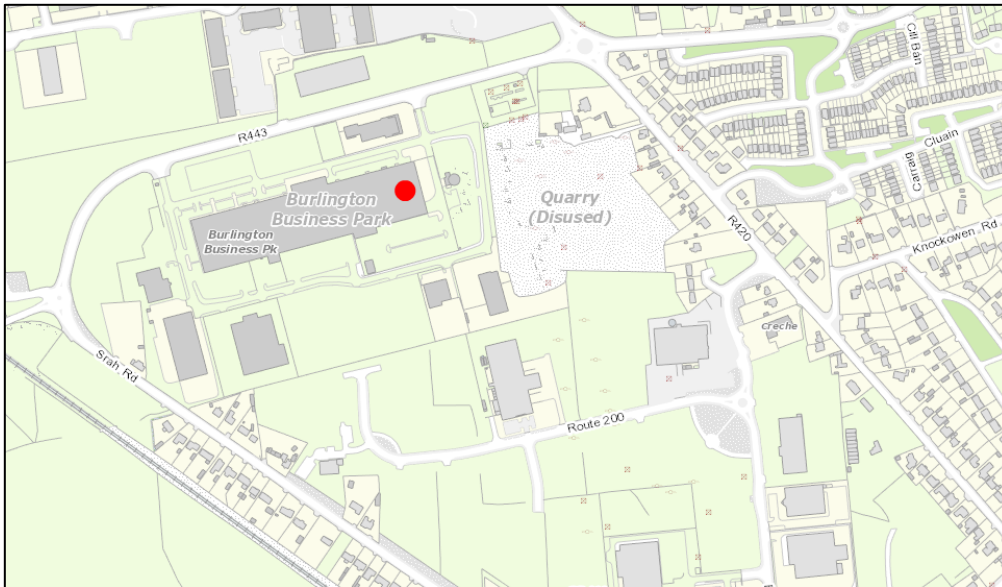 Cill Bán
R443
Cluain
Carraig
Burlington
Business Park
Quarry
(Disused)
R420
Burlington
Business Pk
Knockowen Rd
Creche
Srah Rd
Route 200